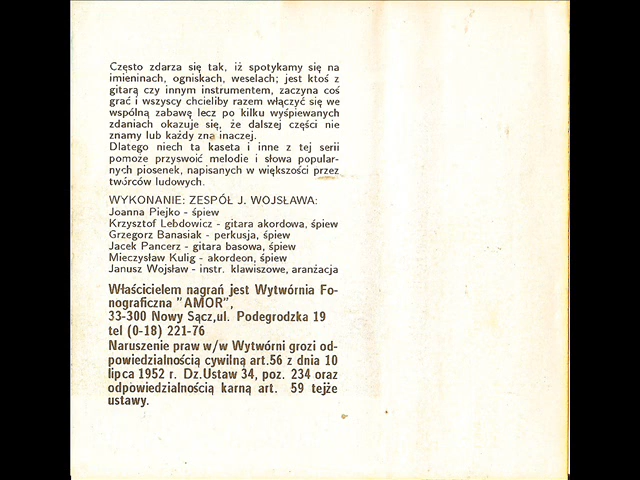 Często zdarza się tak, iż spotykamy się na
imieninach, ogniskach, weselach; jest ktoś z
gitarą czy innym instrumentem, zaczyna coś
grać i wszyscy chcieliby razem włączyć się we
wspólną zabawę lecz po kilku wyśpiewanych
zdaniach okazuje się, że dalszej części nie
znamy lub każdy zna inaczej.
Dlatego niech ta kaseta i inne z tej serii
pomoże przyswoić melodie i słowa popular-
nych piosenek, napisanych w większości przez
twórców ludowych.
WYKONANIE: ZESPÓŁ J. WOJSŁAWA:
Joanna Piejko - śpiew
Krzysztof Lebdowicz - gitara akordowa, śpiew
Grzegorz Banasiak - perkusja, śpiew
Jacek Pancerz - gitara basowa, śpiew
Mieczysław Kulig - akordeon, śpiew
Janusz Wojsław - instr. klawiszowe, aranżacja
Właścicielem nagrań jest Wytwórnia Fo-
nograficzna "AMOR",
33-300 Nowy Sącz,ul. Podegrodzka 19
tel (0-18) 221-76
Naruszenie praw w/w Wytwórni grozi od-
powiedzialnością cywilną art.56 z dnia 10
lipca 1952 r. Dz.Ustaw 34, poz. 234 oraz
odpowiedzialnością karną art. 59 tejże
ustawy.